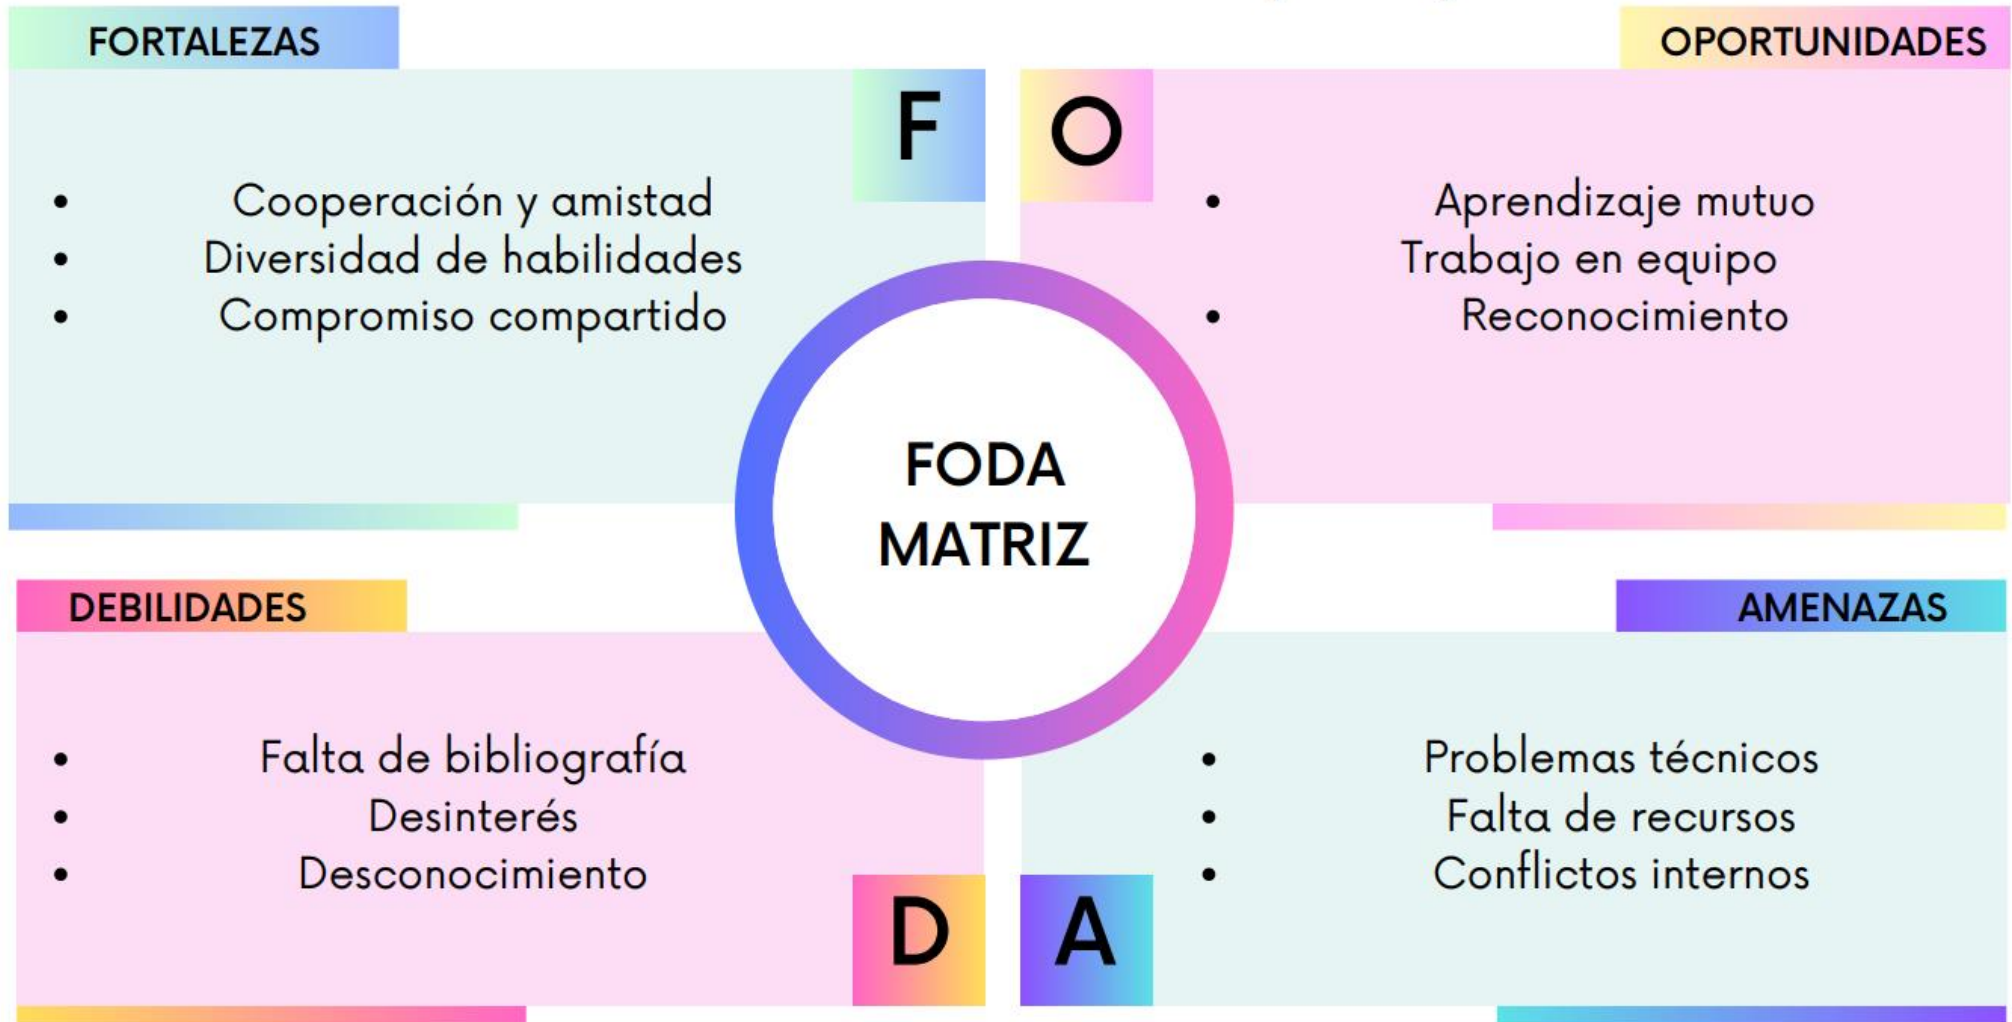 FORTALEZAS
F
• Cooperación y amistad
• Diversidad de habilidades
• Compromiso compartido
OPORTUNIDADES
O
• Aprendizaje mutuo
Trabajo en equipo
• Reconocimiento
FODA
MATRIZ
DEBILIDADES
• Falta de bibliografía
• Desinterés
• Desconocimiento
D
AMENAZAS
• Problemas técnicos
• Falta de recursos
• Conflictos internos
A